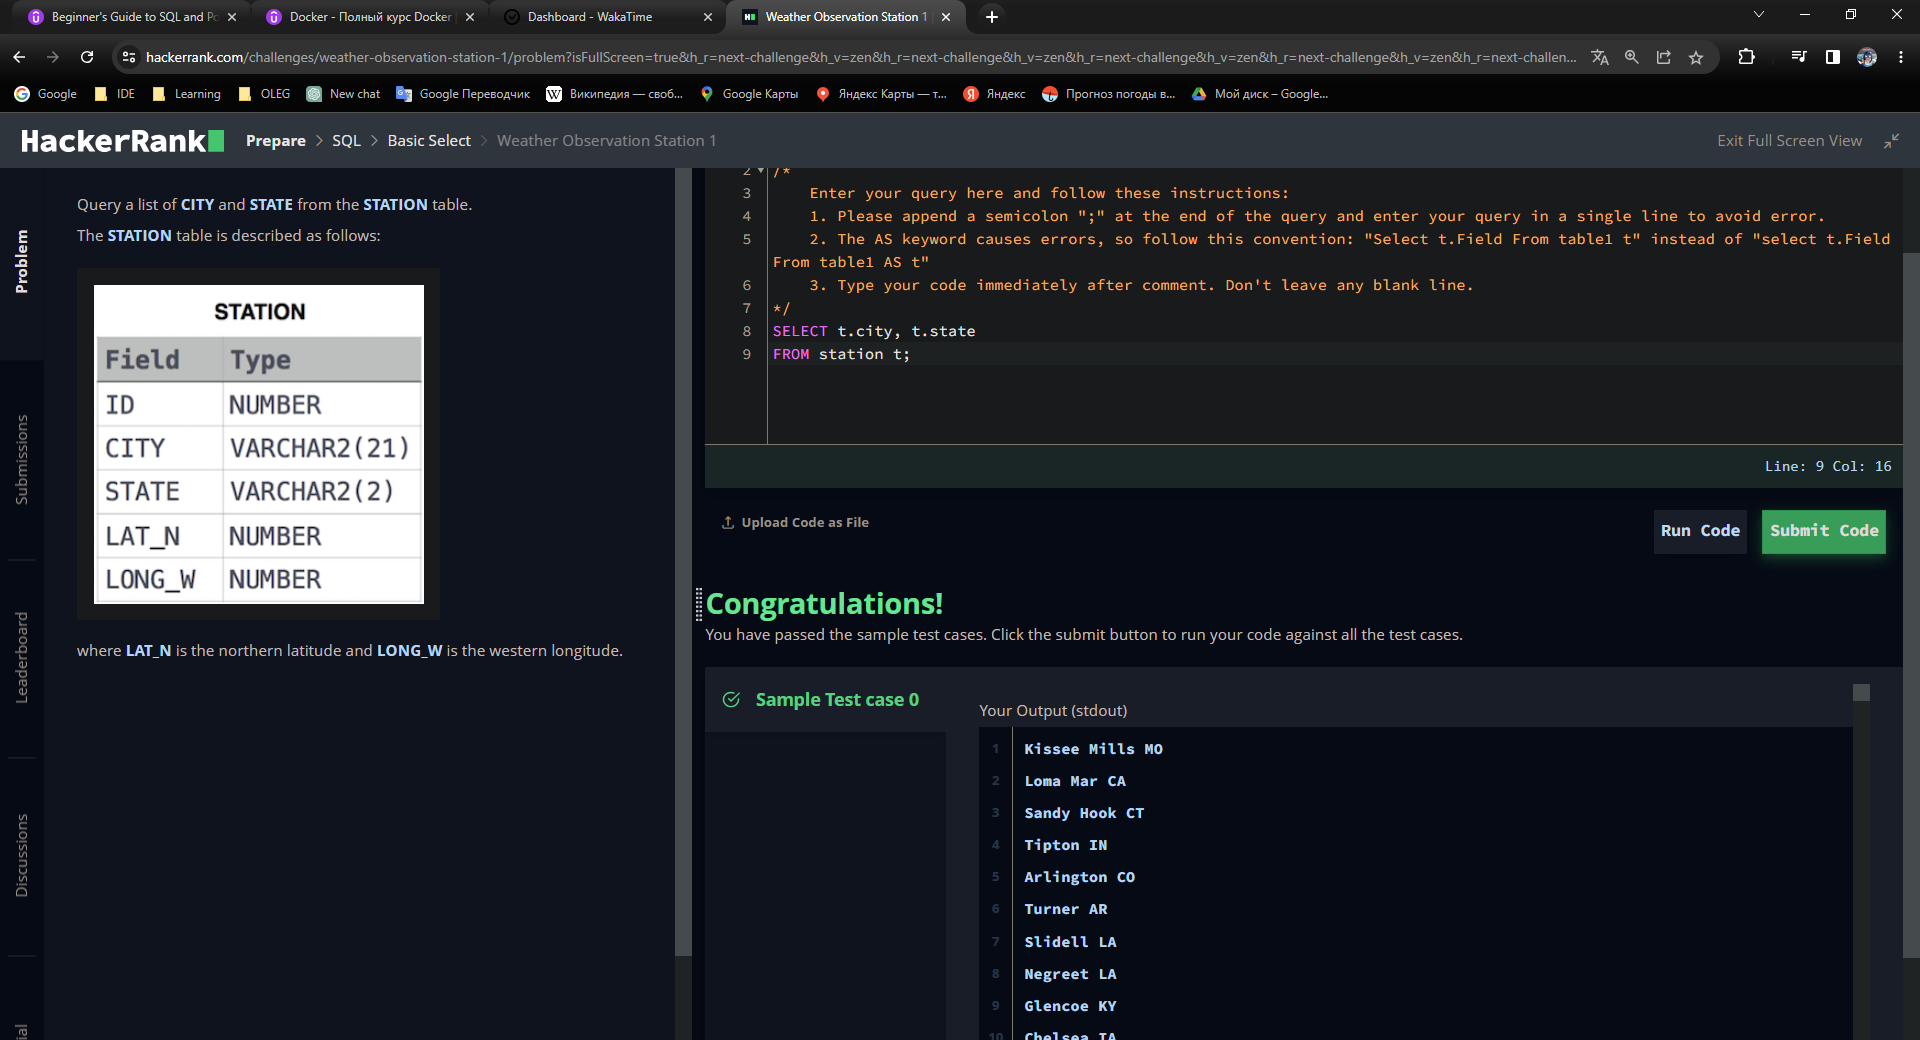 Beginner's Guide to SQL and Po
Docker - Полный курс Docker
Dashboard - WakaTime
Weather Observation Station 1
hackerrank.com/challenges/weather-observation-station-1/problem?isFullScreen=true&h_r=next-challenge&h_v=zen&h_r=next-challenge&h_v=zen&h_r=next-challenge&h_v=zen&h_r=next-challenge&h_v=zen&h_r=next-challenge&h_v=zen&h_r=next-challen...
Google IDE Learning OLEG New chat Google Переводчик Википедия — своб... Google Карты Яндекс Карты — т... Яндекс Прогноз погоды в... Мой диск – Google...
HackerRank Prepare > SQL > Basic Select > Weather Observation Station 1
Exit Full Screen View
Problem
Submissions
Leaderboard
Discussions
Query a list of CITY and STATE from the STATION table.
The STATION table is described as follows:
STATION
Field Type
ID NUMBER
CITY VARCHAR2(21)
STATE VARCHAR2(2)
LAT_N NUMBER
LONG_W NUMBER
where LAT_N is the northern latitude and LONG_W is the western longitude.
2 /*
3 Enter your query here and follow these instructions:
4 1. Please append a semicolon ";" at the end of the query and enter your query in a single line to avoid error.
5 2. The AS keyword causes errors, so follow this convention: "Select t.Field From table1 t" instead of "select t.Field
From table1 AS t"
6 3. Type your code immediately after comment. Don't leave any blank line.
7 */
8 SELECT t.city, t.state
9 FROM station t;
Line: 9 Col: 16
Upload Code as File
Run Code
Submit Code
Congratulations!
You have passed the sample test cases. Click the submit button to run your code against all the test cases.
Sample Test case 0
Your Output (stdout)
1 Kissee Mills MO
2 Loma Mar CA
3 Sandy Hook CT
4 Tipton IN
5 Arlington CO
6 Turner AR
7 Slidell LA
8 Negreet LA
9 Glencoe KY
10 Chelsea IA